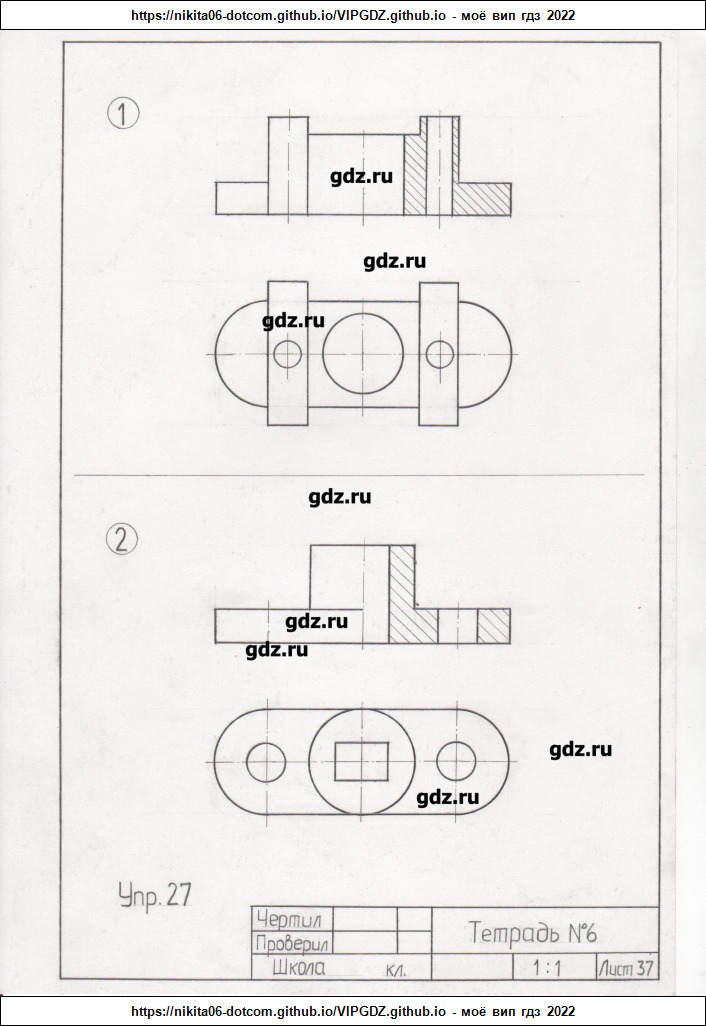 https://nikita06-dotcom.github.io/VIPGDZ.github.io - моё вип гдз 2022
1
gdz.ru
gdz.ru
gdz.ru
gdz.ru
2
gdz.ru
gdz.ru
gdz.ru
gdz.ru
Упр. 27
Чертил
Тетрадь №6
Проверил
Школа кл.
1:1
Лист 37
https://nikita06-dotcom.github.io/VIPGDZ.github.io - моё вип гдз 2022